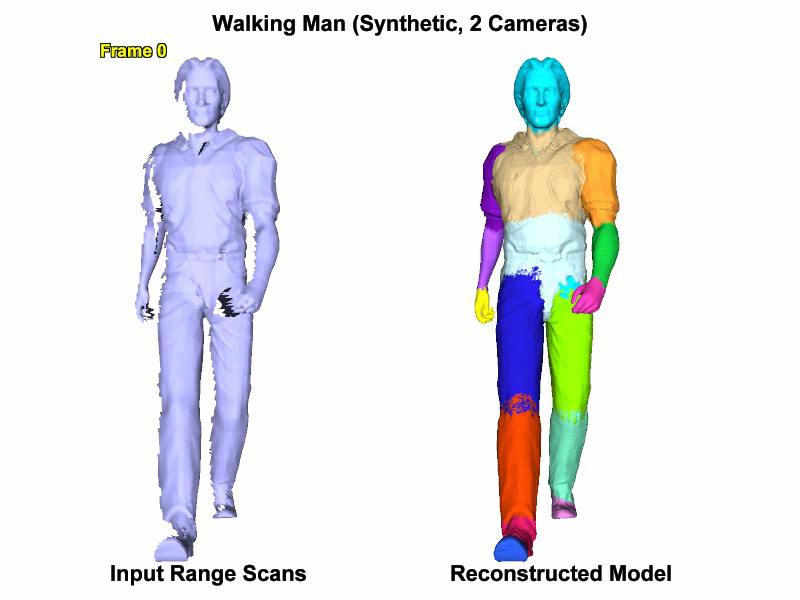 Walking Man (Synthetic, 2 Cameras)
Frame 0
Input Range Scans
Reconstructed Model